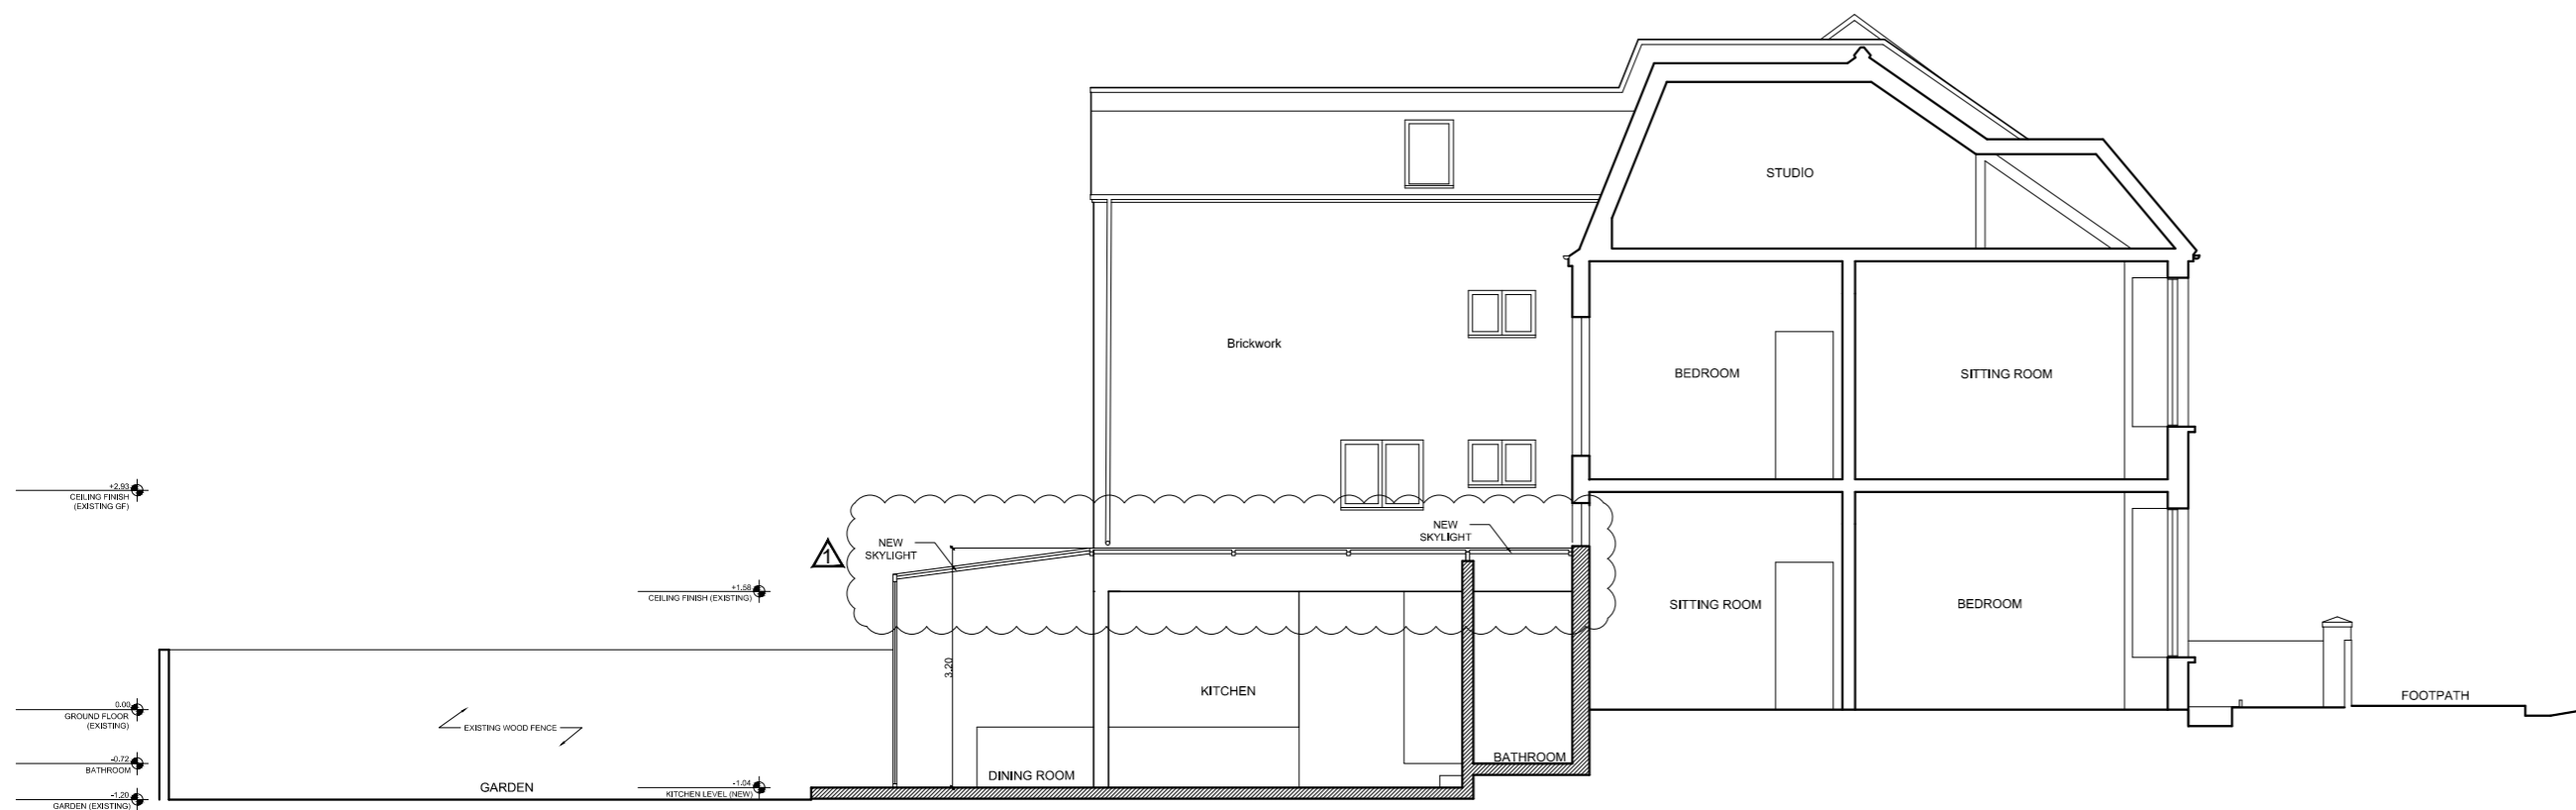 STUDIO
Brickwork
BEDROOM
SITTING ROOM
+2.93
CEILING FINISH
(EXISTING GF)
NEW
SKYLIGHT
NEW
SKYLIGHT
1
+1.58
CEILING FINISH (EXISTING)
SITTING ROOM
BEDROOM
3.20
KITCHEN
FOOTPATH
0.00
GROUND FLOOR
(EXISTING)
EXISTING WOOD FENCE
-0.72
BATHROOM
BATHROOM
DINING ROOM
GARDEN
-1.04
KITCHEN LEVEL (NEW)
-1.20
GARDEN (EXISTING)